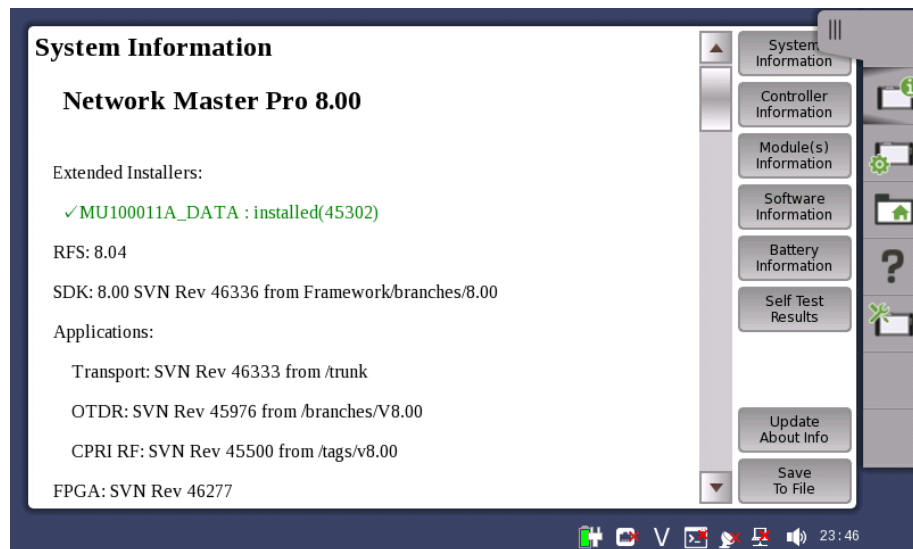 System Information
Network Master Pro 8.00
Extended Installers:
✓MU100011A_DATA : installed(45302)
RFS: 8.04
SDK: 8.00 SVN Rev 46336 from Framework/branches/8.00
Applications:
Transport: SVN Rev 46333 from /trunk
OTDR: SVN Rev 45976 from /branches/V8.00
CPRI RF: SVN Rev 45500 from /tags/v8.00
FPGA: SVN Rev 46277
System
Information
Controller
Information
Module(s)
Information
Software
Information
Battery
Information
Self Test
Results
Update
About Info
Save
To File
i
?
V
23:46